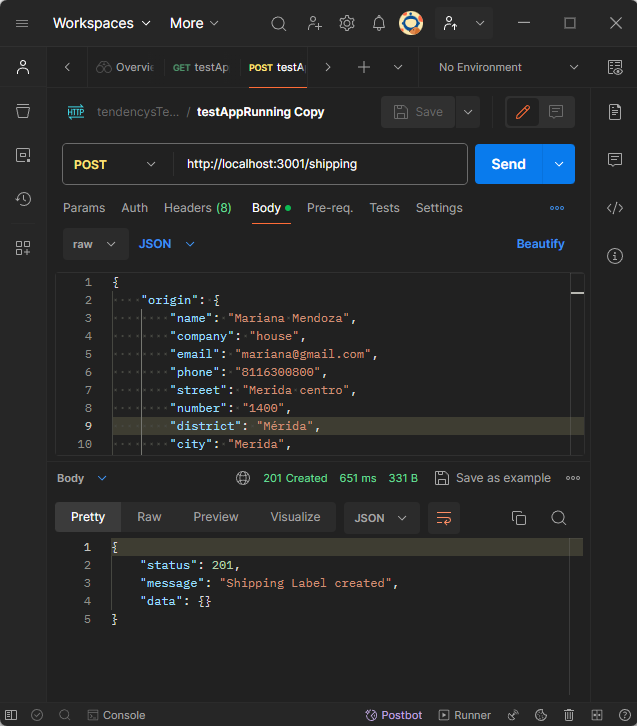 Workspaces More
Overvie GET testAp POST testA No Environment
HTTP tendencysTe... / testAppRunning Copy Save
POST http://localhost:3001/shipping Send
Params Auth Headers (8) Body Pre-req. Tests Settings
raw JSON Beautify
1 {
2 "origin": {
3 "name": "Mariana Mendoza",
4 "company": "house",
5 "email": "mariana@gmail.com",
6 "phone": "8116300800",
7 "street": "Merida centro",
8 "number": "1400",
9 "district": "Mérida",
10 "city": "Merida",
Body 201 Created 651 ms 331 B Save as example
Pretty Raw Preview Visualize JSON
1 {
2 "status": 201,
3 "message": "Shipping Label created",
4 "data": {}
5 }
Console Postbot Runner